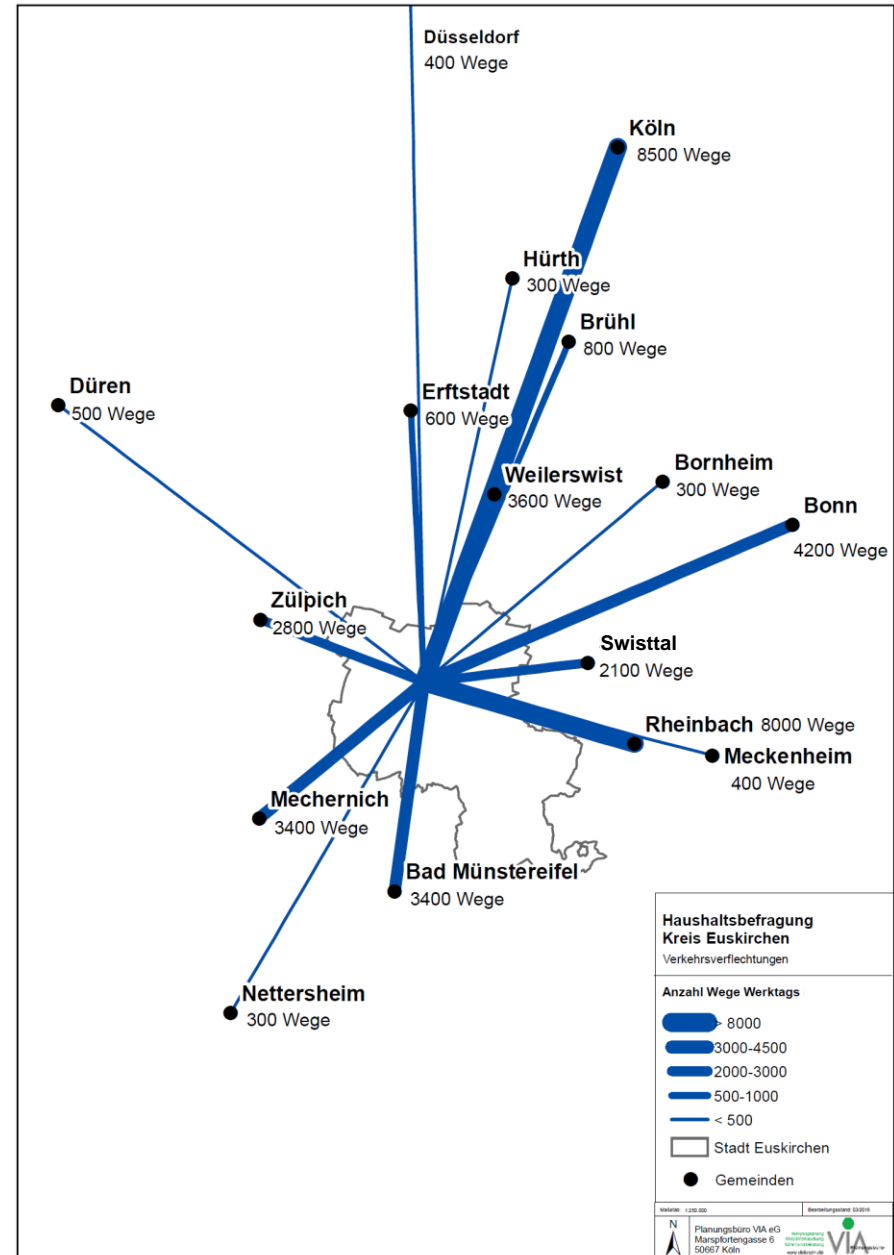 Düsseldorf
400 Wege
Köln
8500 Wege
Hürth
300 Wege
Brühl
800 Wege
Düren
500 Wege
Erftstadt
600 Wege
Weilerswist
3600 Wege
Bornheim
300 Wege
Bonn
4200 Wege
Zülpich
2800 Wege
Swisttal
2100 Wege
Rheinbach 8000 Wege
Meckenheim
400 Wege
Mechernich
3400 Wege
Bad Münstereifel
3400 Wege
Nettersheim
300 Wege
Haushaltsbefragung
Kreis Euskirchen
Verkehrsverflechtungen
Anzahl Wege Werktags
> 8000
3000-4500
2000-3000
500-1000
< 500
Stadt Euskirchen
Gemeinden
N
Planungsbüro VIA eG
Marspfortengasse 6
50667 Köln
VIA